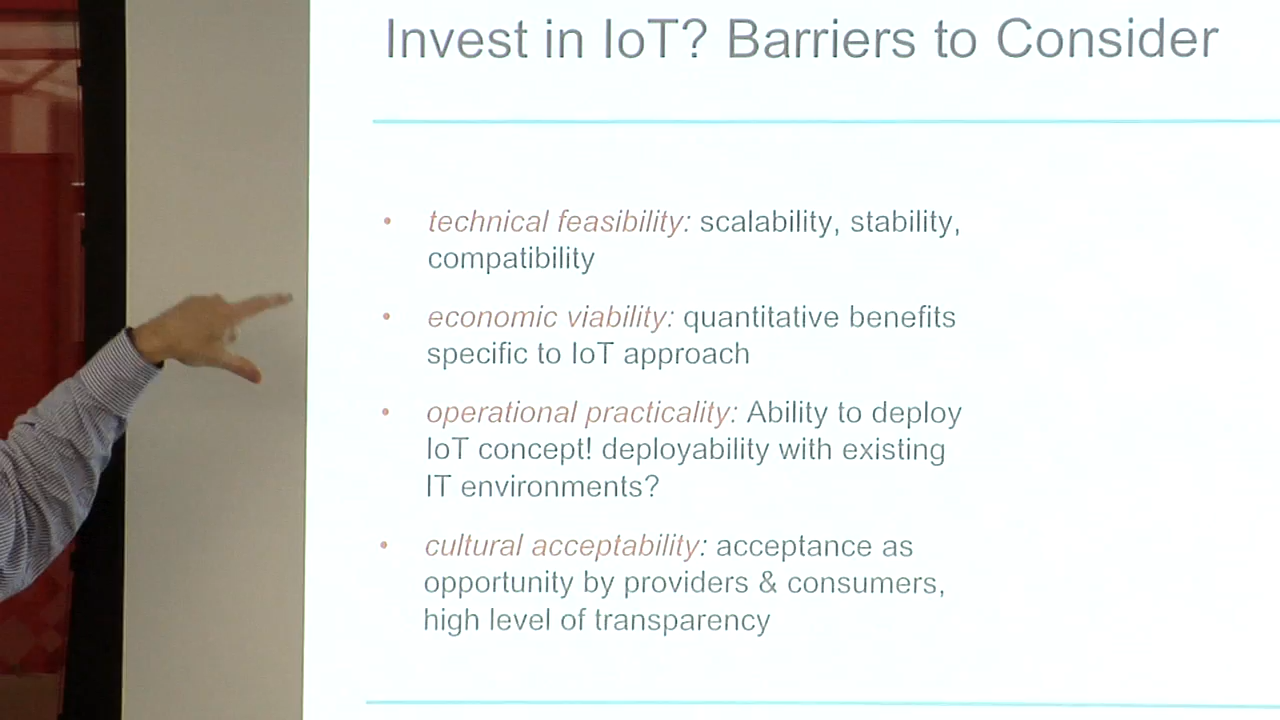 Invest in IoT? Barriers to Consider
• technical feasibility: scalability, stability,
compatibility
• economic viability: quantitative benefits
specific to IoT approach
• operational practicality: Ability to deploy
IoT concept! deployability with existing
IT environments?
• cultural acceptability: acceptance as
opportunity by providers & consumers,
high level of transparency